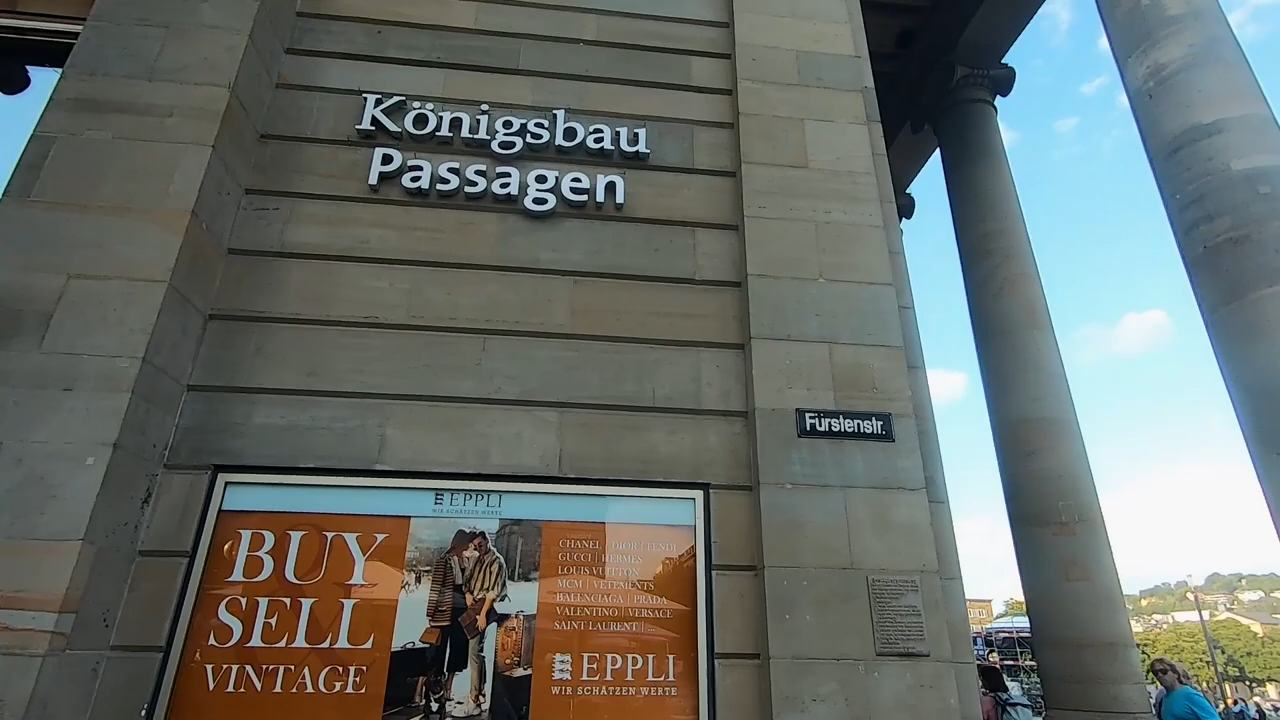 Königsbau
Passagen
Fürstenstr.
EPPLI
WIR SCHÄTZEN WERTE
BUY
SELL
VINTAGE
CHANEL | DIOR | FENDI
GUCCI | HERMES
LOUIS VUITTON
MCM | VETEMENTS
BALENCIAGA | PRADA
VALENTINO | VERSACE
SAINT LAURENT | ...
EPPLI
WIR SCHÄTZEN WERTE